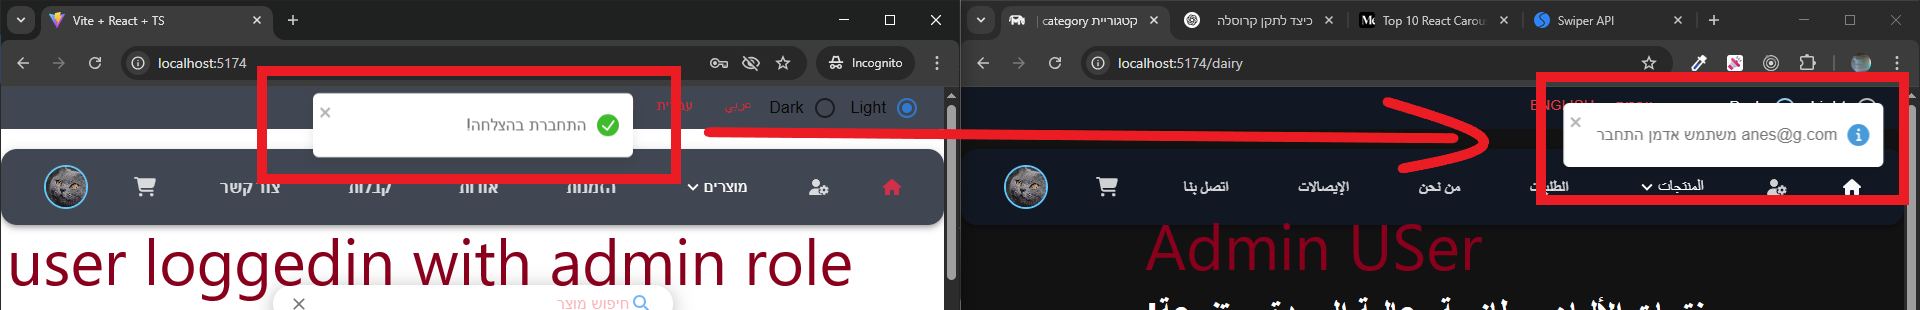 Vite + React + TS
localhost:5174
Incognito
עברית
عربي
Dark
Light
התחברת בהצלחה!
מוצרים
הזמנות
אודות
קבלות
צור קשר
user loggedin with admin role
חיפוש מוצר
קטגוריית category |
כיצד לתקן קרוסלה
Top 10 React Carou
Swiper API
localhost:5174/dairy
ENGLISH
משתמש אדמן התחבר anes@g.com
المنتجات
الطلبات
من نحن
الإيصالات
اتصل بنا
Admin USer